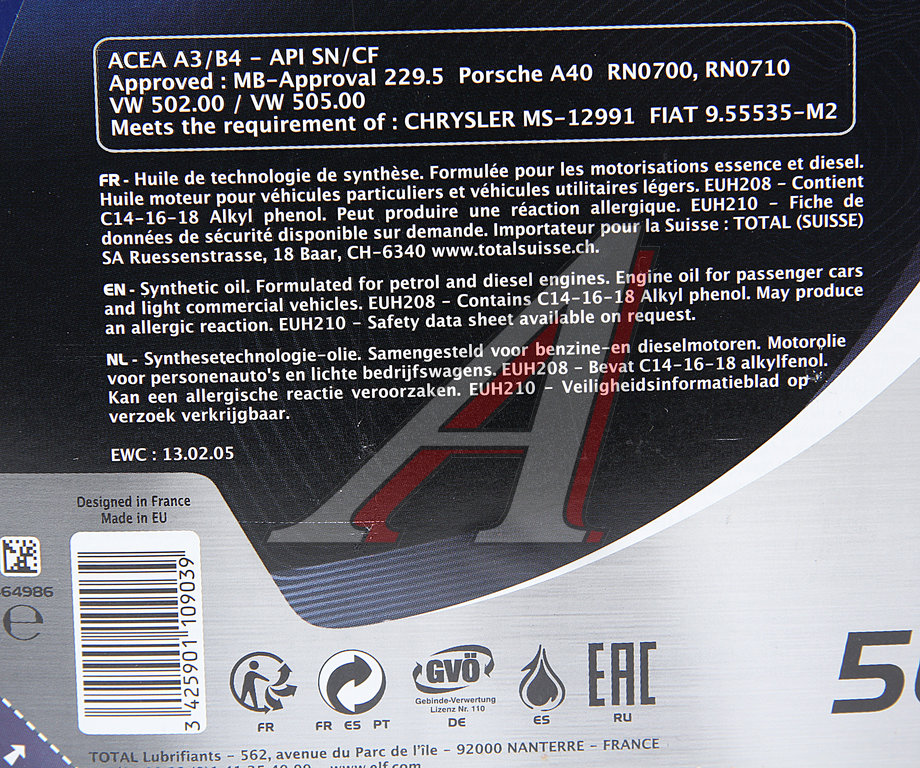 ACEA A3/B4 – API SN/CF
Approved : MB-Approval 229.5 Porsche A40 RN0700, RN0710
VW 502.00 / VW 505.00
Meets the requirement of : CHRYSLER MS-12991 FIAT 9.55535-M2
FR - Huile de technologie de synthèse. Formulée pour les motorisations essence et diesel.
Huile moteur pour véhicules particuliers et véhicules utilitaires légers. EUH208 – Contient
C14-16-18 Alkyl phenol. Peut produire une réaction allergique. EUH210 – Fiche de
données de sécurité disponible sur demande. Importateur pour la Suisse : TOTAL (SUISSE)
SA Ruessenstrasse, 18 Baar, CH-6340 www.totalsuisse.ch.
EN - Synthetic oil. Formulated for petrol and diesel engines. Engine oil for passenger cars
and light commercial vehicles. EUH208 – Contains C14-16-18 Alkyl phenol. May produce
an allergic reaction. EUH210 – Safety data sheet available on request.
NL - Synthesetechnologie-olie. Samengesteld voor benzine-en dieselmotoren. Motorolie
voor personenauto's en lichte bedrijfswagens. EUH208 – Bevat C14-16-18 alkylfenol.
Kan een allergische reactie veroorzaken. EUH210 – Veiligheidsinformatieblad op
verzoek verkrijgbaar.
EWC : 13.02.05
Designed in France
Made in EU
64986
e
3 425901 109039
FR
FR ES PT
GVÖ
Gebinde-Verwertung
Lizenz Nr. 110
DE
ES
EAC
RU
5
TOTAL Lubrifiants – 562, avenue du Parc de l'île – 92000 NANTERRE – FRANCE
www.elf.com